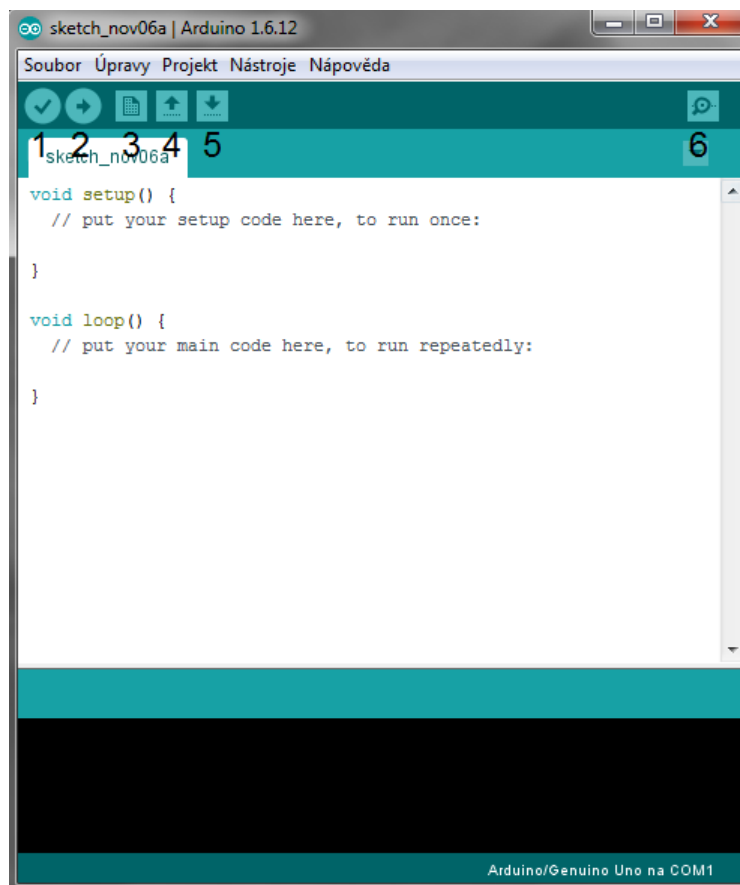 sketch_nov06a | Arduino 1.6.12
Soubor Úpravy Projekt Nástroje Nápověda
1 2 3 4 5 6
sketch_nov06a
void setup() {
  // put your setup code here, to run once:
}
void loop() {
  // put your main code here, to run repeatedly:
}
Arduino/Genuino Uno na COM1